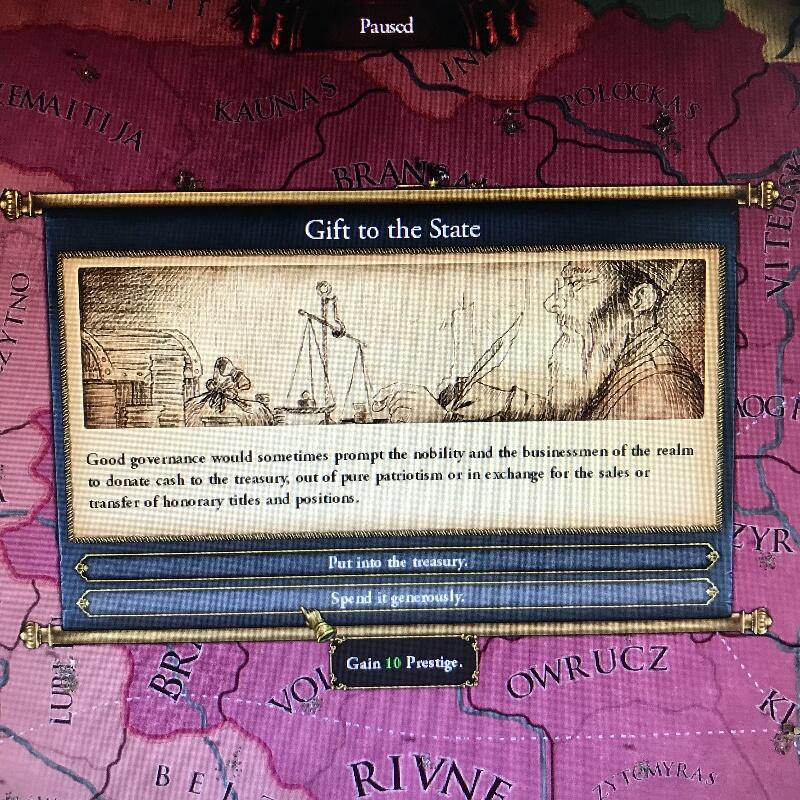 Paused
KAUNAS
POLOCKAS
Gift to the State
Good governance would sometimes prompt the nobility and the businessmen of the realm
to donate cash to the treasury, out of pure patriotism or in exchange for the sales or
transfer of honorary titles and positions.
Put into the treasury.
Spend it generously.
Gain 10 Prestige.
OWRUCZ
RIVNE
ZYTOMYRAS